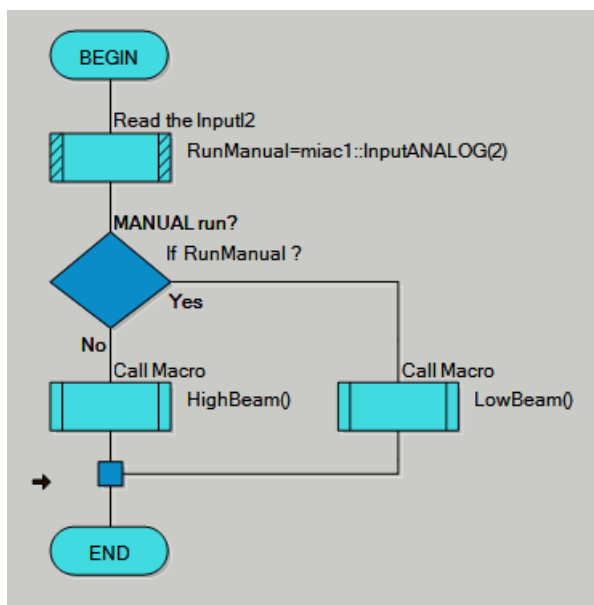 BEGIN
Read the InputI2
RunManual=miac1::InputANALOG(2)
MANUAL run?
If RunManual ?
Yes
No
Call Macro
HighBeam()
Call Macro
LowBeam()
END